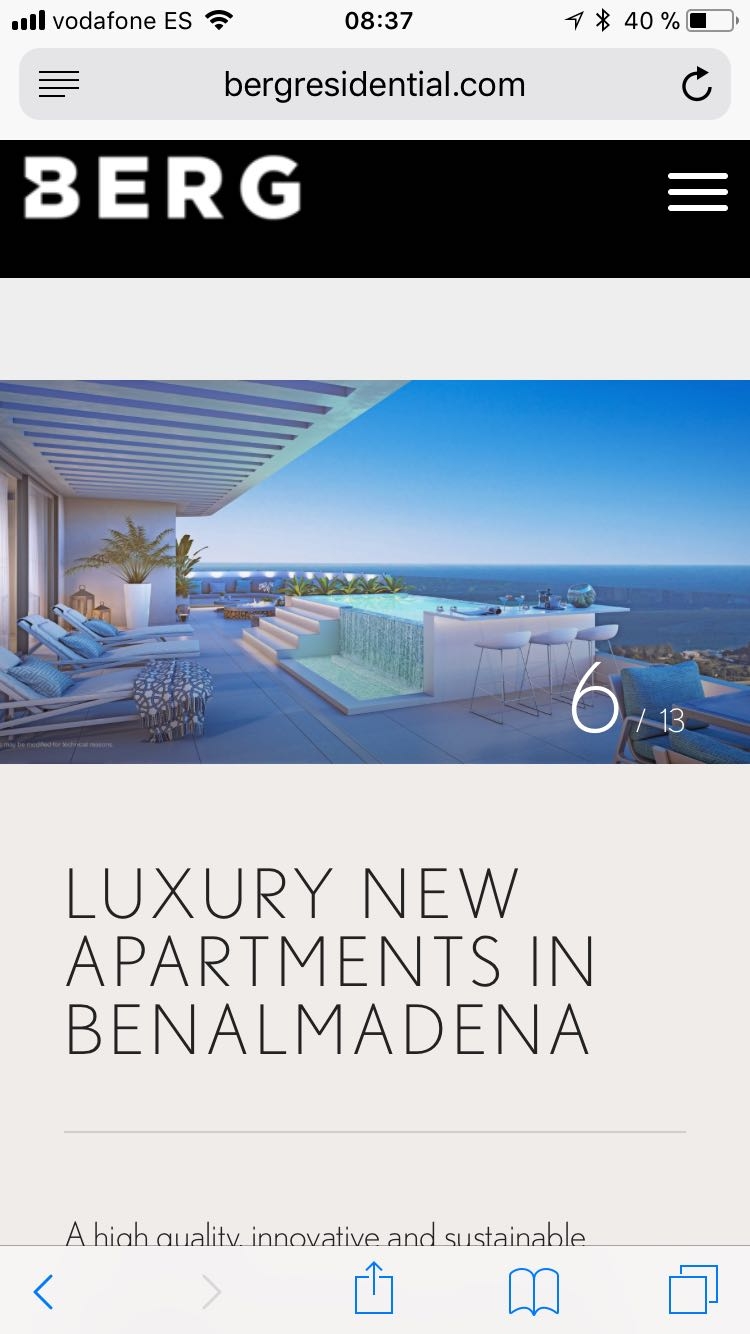 vodafone ES 08:37 40 %
bergresidential.com
BERG
may be modified for technical reasons.
6 / 13
LUXURY NEW
APARTMENTS IN
BENALMADENA
A high quality, innovative and sustainable